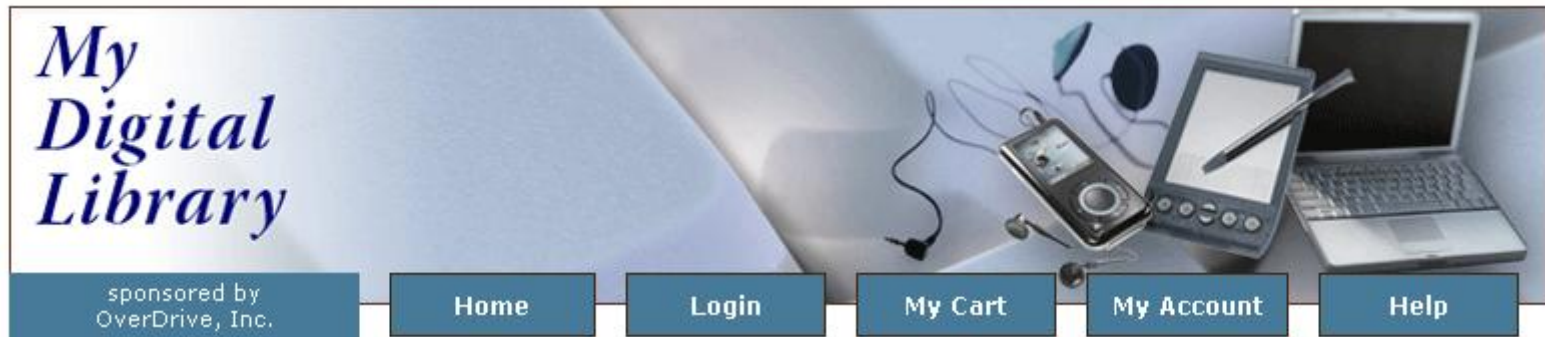 My
Digital
Library
sponsored by
OverDrive, Inc.
Home
Login
My Cart
My Account
Help